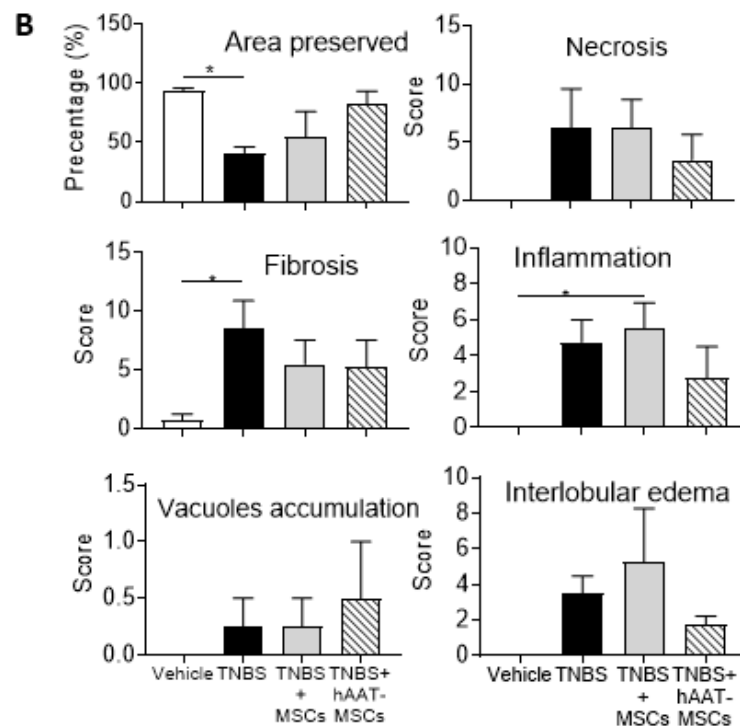 B
Area preserved
Precentage (%)
150
100
50
0
*
Necrosis
Score
15
10
5
0
Fibrosis
Score
15
10
5
0
*
Inflammation
Score
10
8
6
4
2
0
*
Vacuoles accumulation
Score
1.5
1.0
0.5
0.0
Vehicle TNBS TNBS TNBS+
+ hAAT-
MSCs MSCs
Interlobular edema
Score
10
8
6
4
2
0
Vehicle TNBS TNBS TNBS+
+ hAAT-
MSCs MSCs